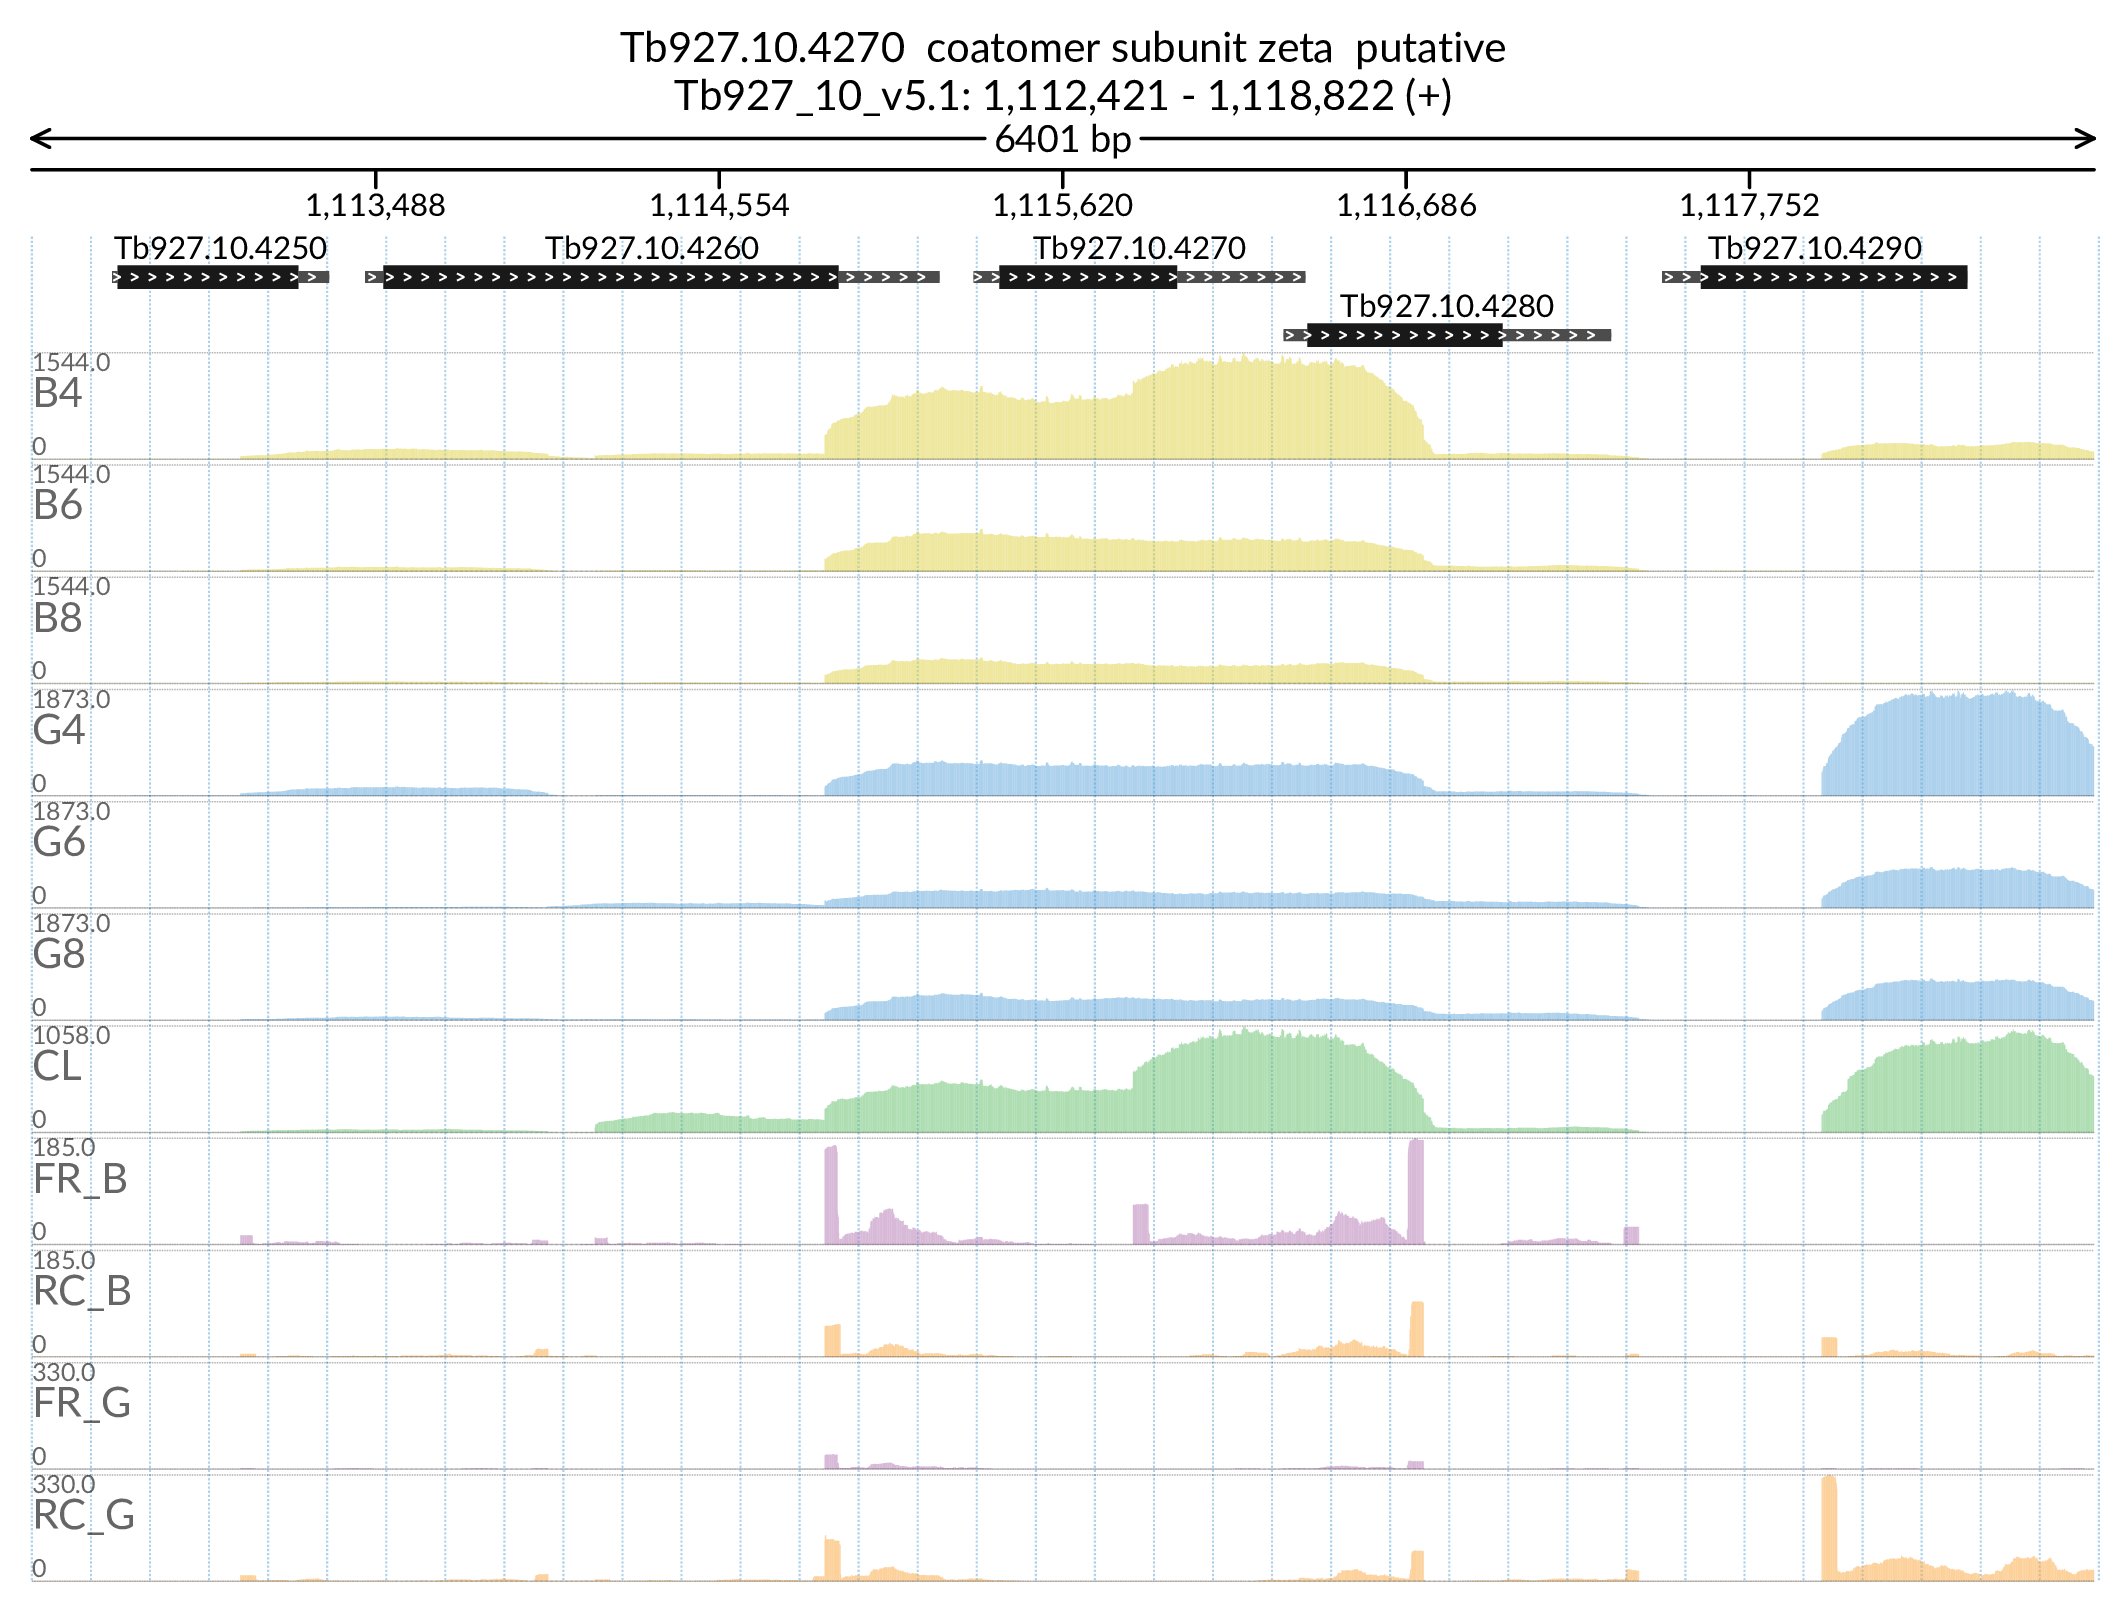 Tb927.10.4270  coatomer subunit zeta  putative
Tb927_10_v5.1: 1,112,421 - 1,118,822 (+)
6401 bp
1,113,488 1,114,554 1,115,620 1,116,686 1,117,752
Tb927.10.4250 Tb927.10.4260 Tb927.10.4270 Tb927.10.4290
Tb927.10.4280
1544.0
B4
0
1544.0
B6
0
1544.0
B8
0
1873.0
G4
0
1873.0
G6
0
1873.0
G8
0
1058.0
CL
0
185.0
FR_B
0
185.0
RC_B
0
330.0
FR_G
0
330.0
RC_G
0